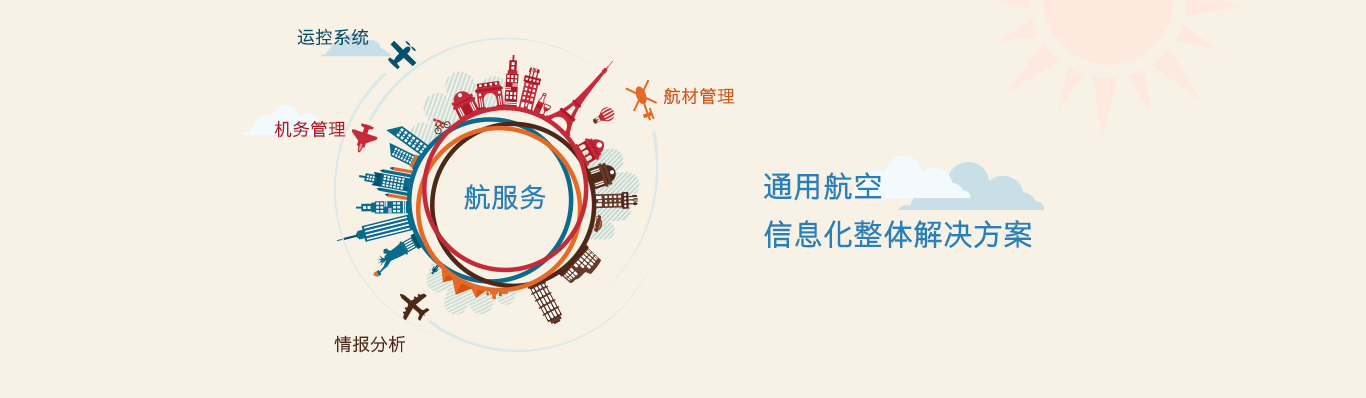 运控系统
航材管理
机务管理
航服务
通用航空
信息化整体解决方案
情报分析